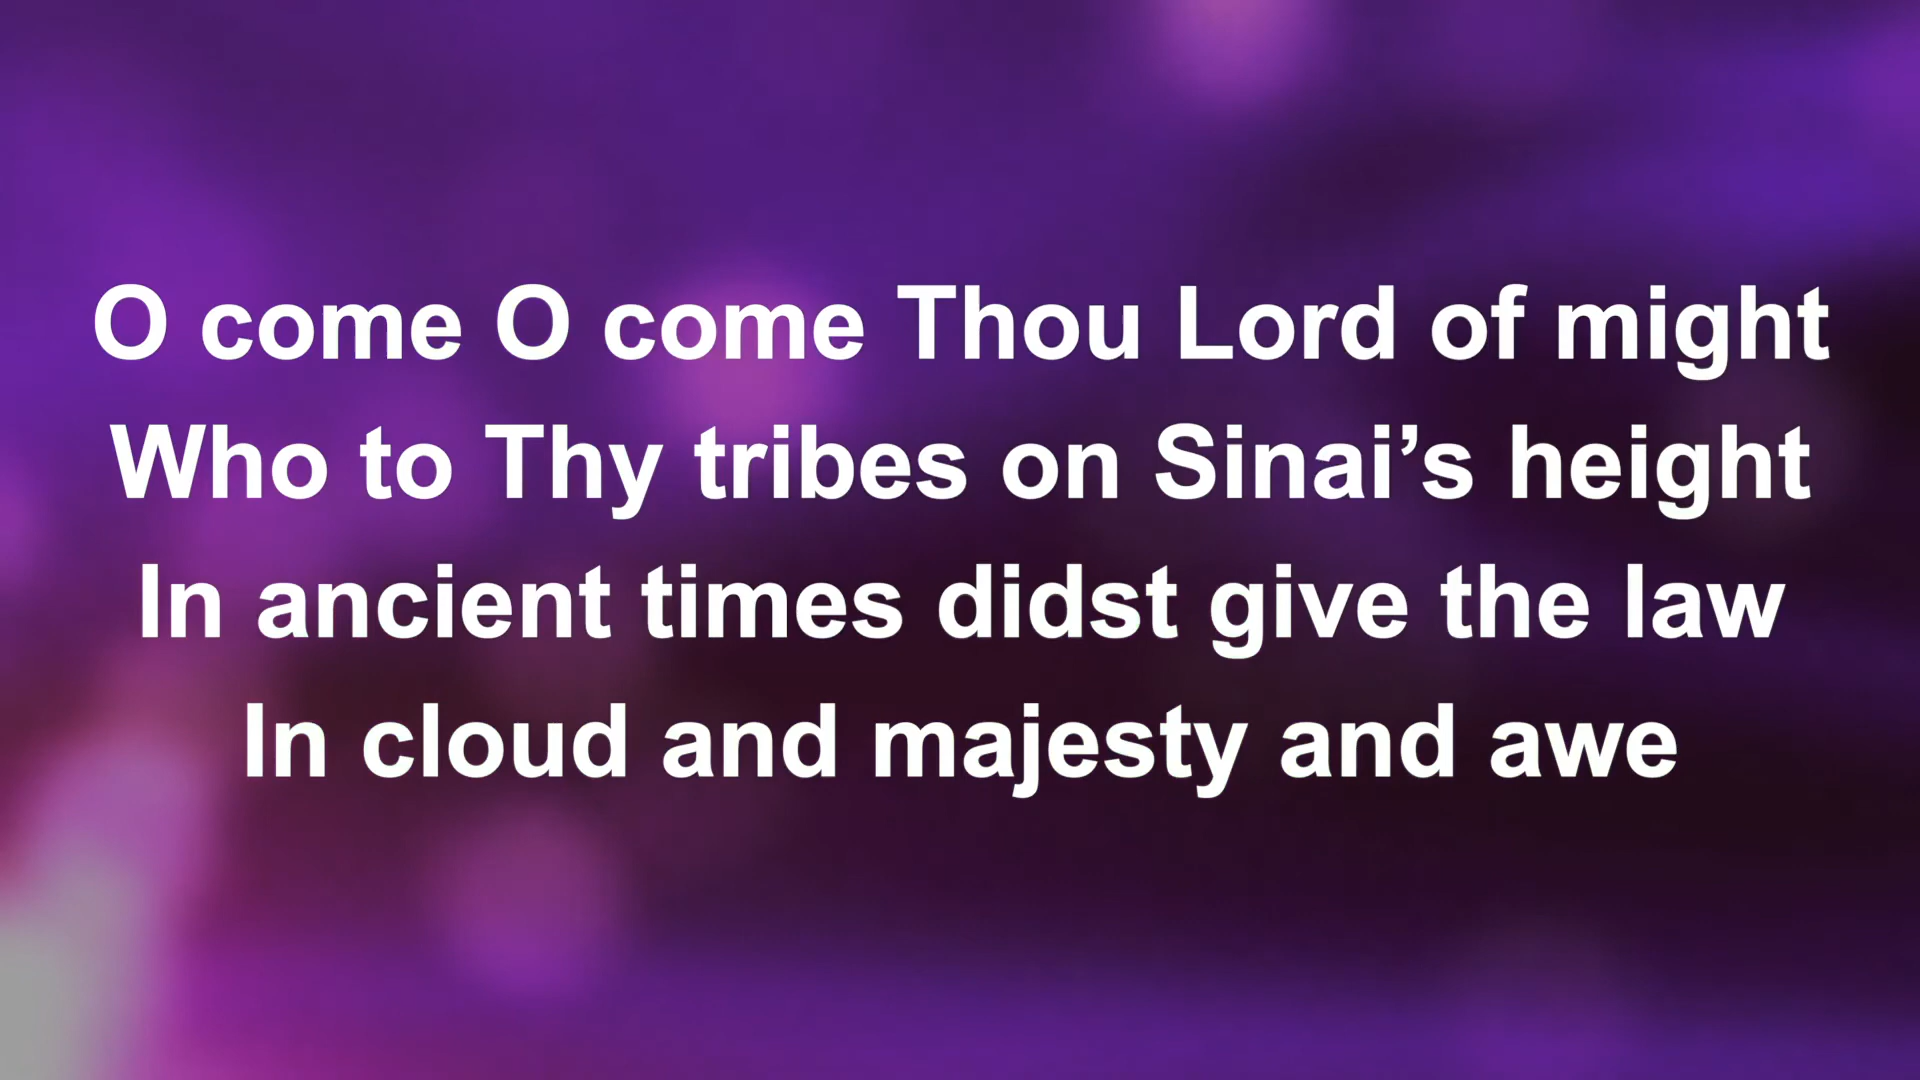 O come O come Thou Lord of might
Who to Thy tribes on Sinai’s height
In ancient times didst give the law
In cloud and majesty and awe